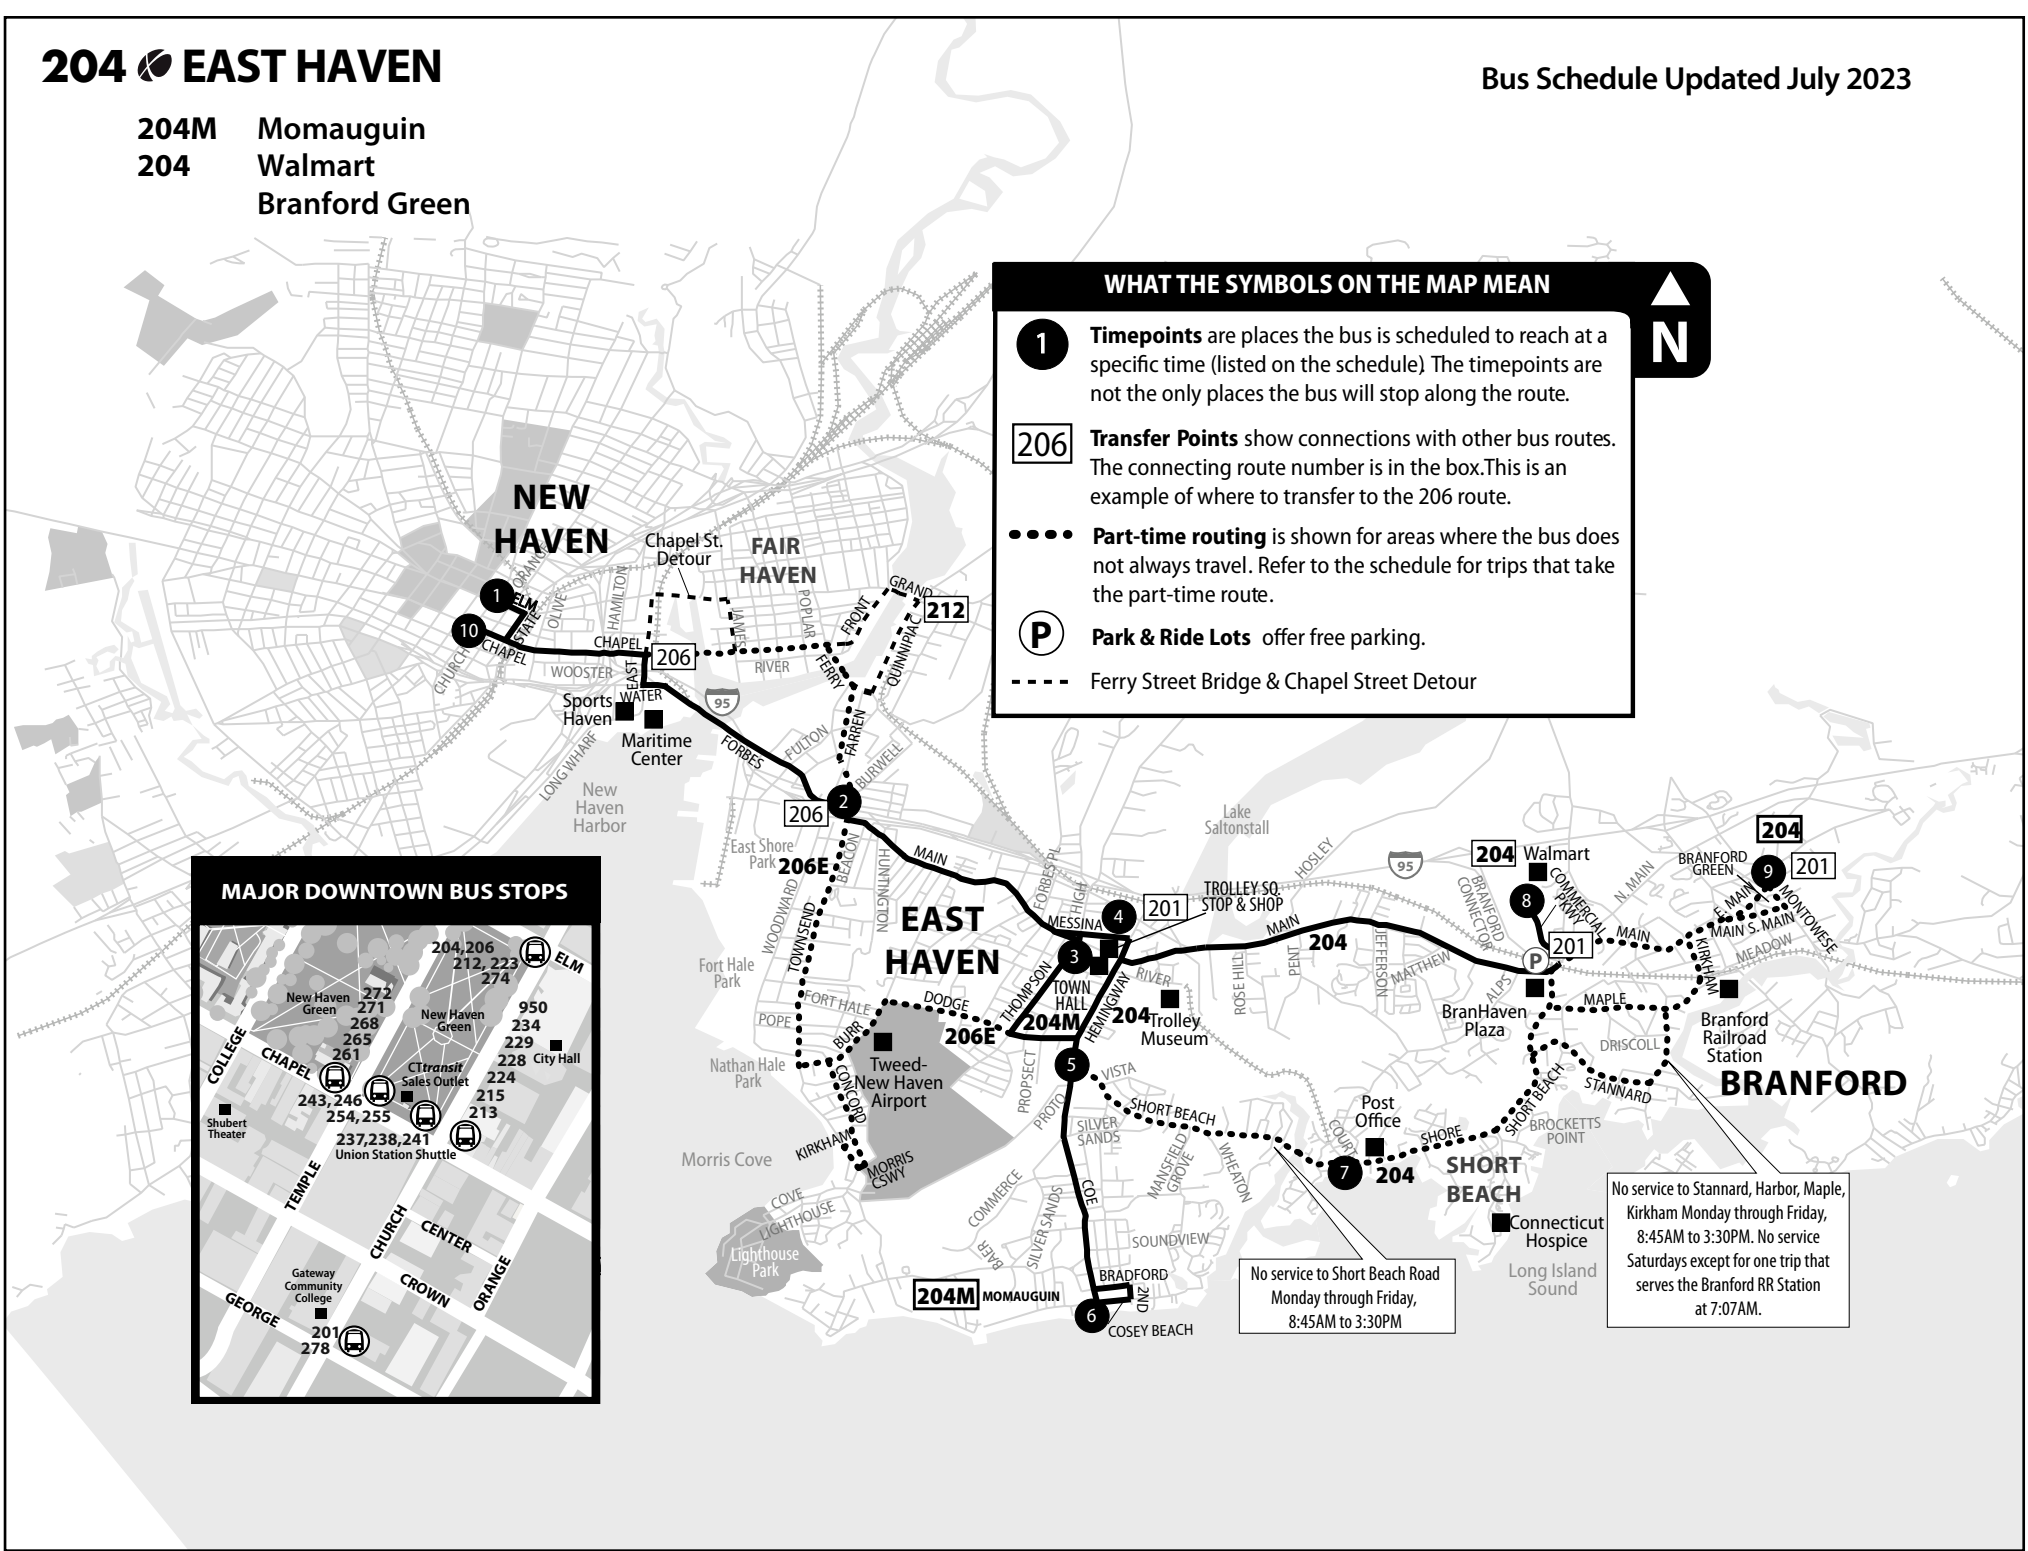 204 EAST HAVEN
204M Momauguin
204 Walmart
Branford Green
Bus Schedule Updated July 2023
WHAT THE SYMBOLS ON THE MAP MEAN
N
1
Timepoints are places the bus is scheduled to reach at a
specific time (listed on the schedule). The timepoints are
not the only places the bus will stop along the route.
206
Transfer Points show connections with other bus routes.
The connecting route number is in the box.This is an
example of where to transfer to the 206 route.
Part-time routing is shown for areas where the bus does
not always travel. Refer to the schedule for trips that take
the part-time route.
P
Park & Ride Lots offer free parking.
Ferry Street Bridge & Chapel Street Detour
NEW
HAVEN
Chapel St.
Detour
FAIR
HAVEN
ORANGE
1
ELM
STATE
10
CHAPEL
CHURCH
OLIVE
HAMILTON
CHAPEL
WOOSTER
EAST
WATER
206
JAMES
POPLAR
RIVER
FERRY
FRONT
GRAND
212
QUINNIPIAC
Sports
Haven
Maritime
Center
95
LONG WHARF
New
Haven
Harbor
FORBES
FULTON
FARREN
BURWELL
2
206
East Shore
Park
206E
BEACON
HUNTINGTON
MAIN
WOODWARD
TOWNSEND
Fort Hale
Park
FORT HALE
POPE
DODGE
206E
BURR
Nathan Hale
Park
CONCORD
Tweed-
New Haven
Airport
KIRKHAM
MORRIS
CSWY
Morris Cove
COVE
LIGHTHOUSE
Lighthouse
Park
EAST
HAVEN
FORBES PL
HIGH
MESSINA
4
201
TROLLEY SQ.
STOP & SHOP
3
TOWN
HALL
THOMPSON
204M
HEMINGWAY
204
RIVER
Trolley
Museum
Lake
Saltonstall
HOSLEY
95
MAIN
204
ROSE HILL
PENT
JEFFERSON
MATTHEW
ALPS
BRANFORD
CONNECTOR
204 Walmart
8
COMMERCIAL
PKWY
P
201
BranHaven
Plaza
N. MAIN
MAIN
204
BRANFORD
GREEN
9
201
E. MAIN
MAIN S. MAIN
MONTOWESE
MEADOW
KIRKHAM
MAPLE
DRISCOLL
STANNARD
Branford
Railroad
Station
BRANFORD
5
VISTA
PROPSECT
PROTO
SHORT BEACH
SILVER
SANDS
MANSFIELD
GROVE
WHEATON
COURT
Post
Office
7
204
SHORE
SHORT BEACH
BROCKETTS
POINT
SHORT
BEACH
Connecticut
Hospice
Long Island
Sound
COMMERCE
BAER
SILVER SANDS
COE
SOUNDVIEW
204M MOMAUGUIN
BRADFORD
2ND
6
COSEY BEACH
No service to Short Beach Road
Monday through Friday,
8:45AM to 3:30PM
No service to Stannard, Harbor, Maple,
Kirkham Monday through Friday,
8:45AM to 3:30PM. No service
Saturdays except for one trip that
serves the Branford RR Station
at 7:07AM.
MAJOR DOWNTOWN BUS STOPS
204,206
212, 223
274
ELM
New Haven
Green
272
271
268
265
261
New Haven
Green
950
234
229
228
224
215
213
City Hall
COLLEGE
CHAPEL
CTtransit
Sales Outlet
243,246
254,255
237,238,241
Union Station Shuttle
Shubert
Theater
TEMPLE
CHURCH
CENTER
CROWN
ORANGE
GEORGE
Gateway
Community
College
201
278